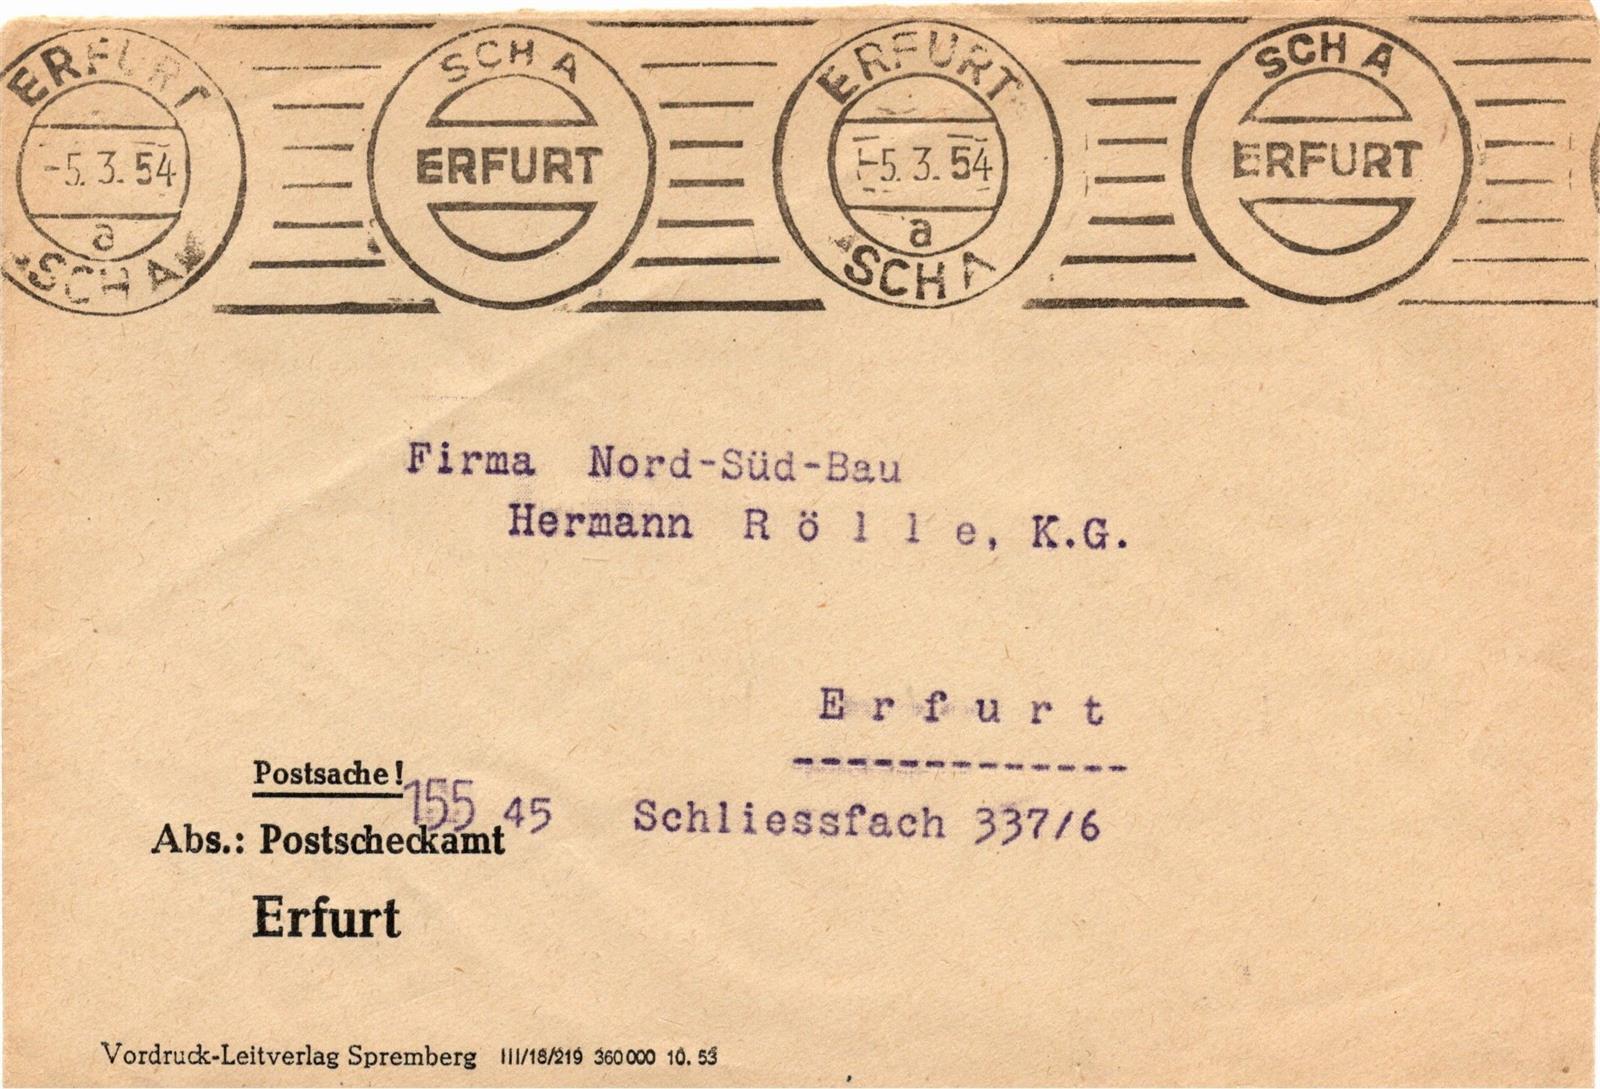 ERFURT SCH A ERFURT SCH A
-5. 3. 54 ERFURT -5. 3. 54 ERFURT
a a
SCH A SCH A
Firma Nord-Süd-Bau
Hermann R ö l l e, K.G.
E r f u r t
-------------
Postsache!
155 45 Schliessfach 337/6
Abs.: Postscheckamt
Erfurt
Vordruck-Leitverlag Spremberg III/18/219 360000 10. 53